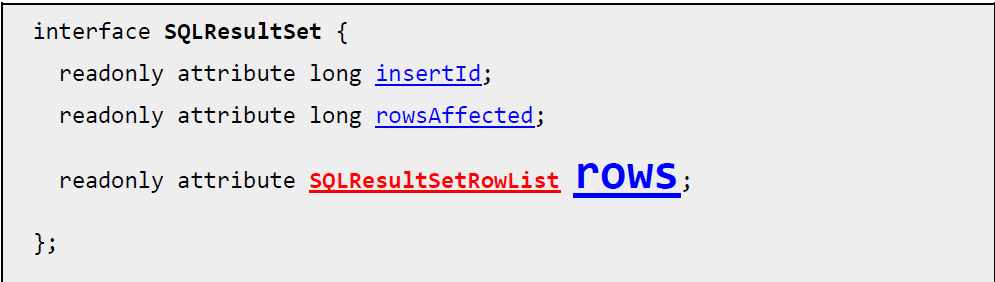 interface SQLResultSet {
readonly attribute long insertId;
readonly attribute long rowsAffected;
readonly attribute SQLResultSetRowList rows;
};